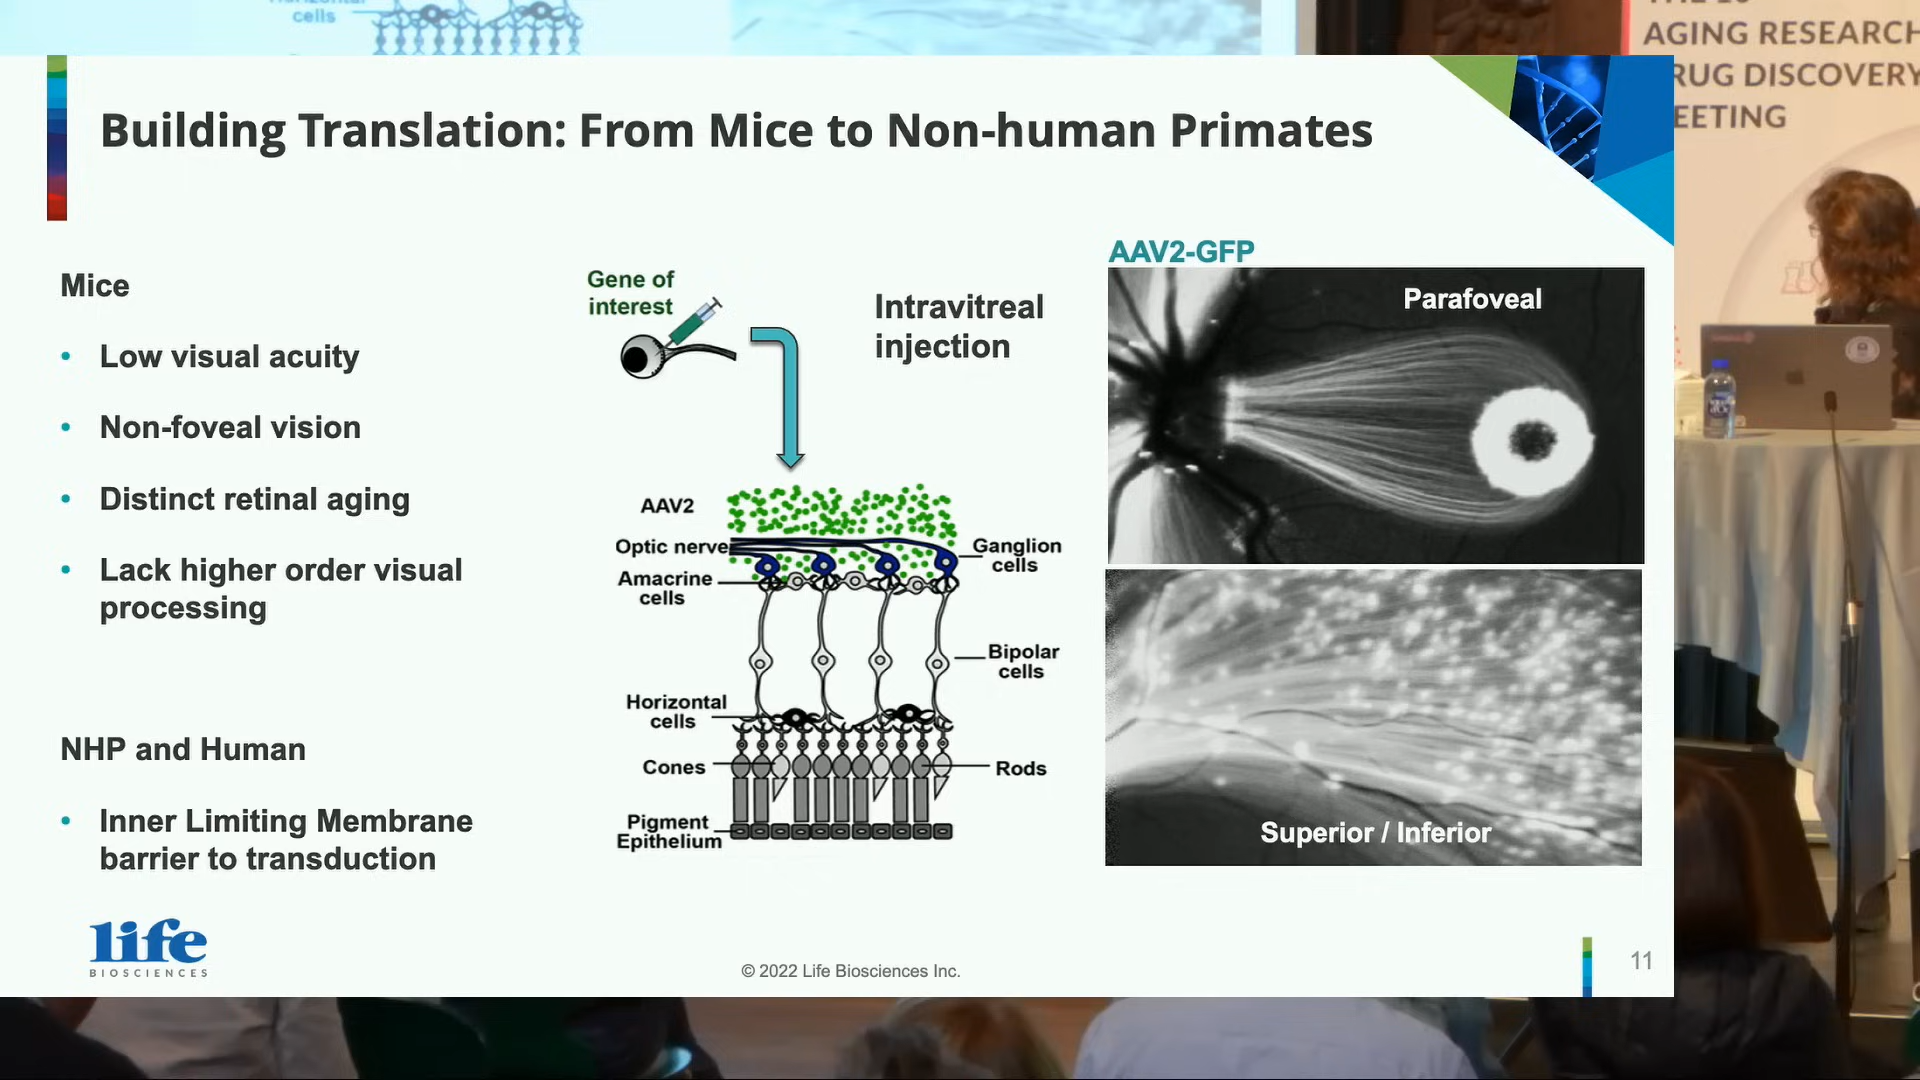 cells
AGING RESEARCH
RUG DISCOVERY
EETING
Building Translation: From Mice to Non-human Primates
Mice
• Low visual acuity
• Non-foveal vision
• Distinct retinal aging
• Lack higher order visual
processing
NHP and Human
• Inner Limiting Membrane
barrier to transduction
Gene of
interest
Intravitreal
injection
AAV2
Optic nerve
Ganglion
cells
Amacrine
cells
Bipolar
cells
Horizontal
cells
Cones
Rods
Pigment
Epithelium
AAV2-GFP
Parafoveal
Superior / Inferior
life
BIOSCIENCES
© 2022 Life Biosciences Inc.
11